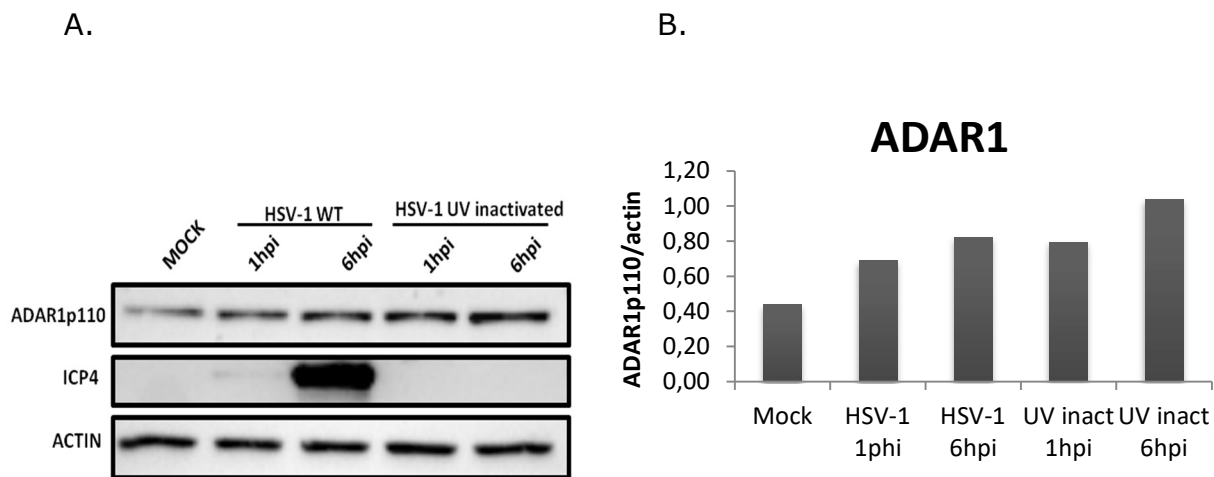 A.
HSV-1 WT
HSV-1 UV inactivated
MOCK
1hpi
6hpi
1hpi
6hpi
ADAR1p110
ICP4
ACTIN
B.
ADAR1
ADAR1p110/actin
1,20
1,00
0,80
0,60
0,40
0,20
0,00
Mock
HSV-1
1phi
HSV-1
6hpi
UV inact
1hpi
UV inact
6hpi